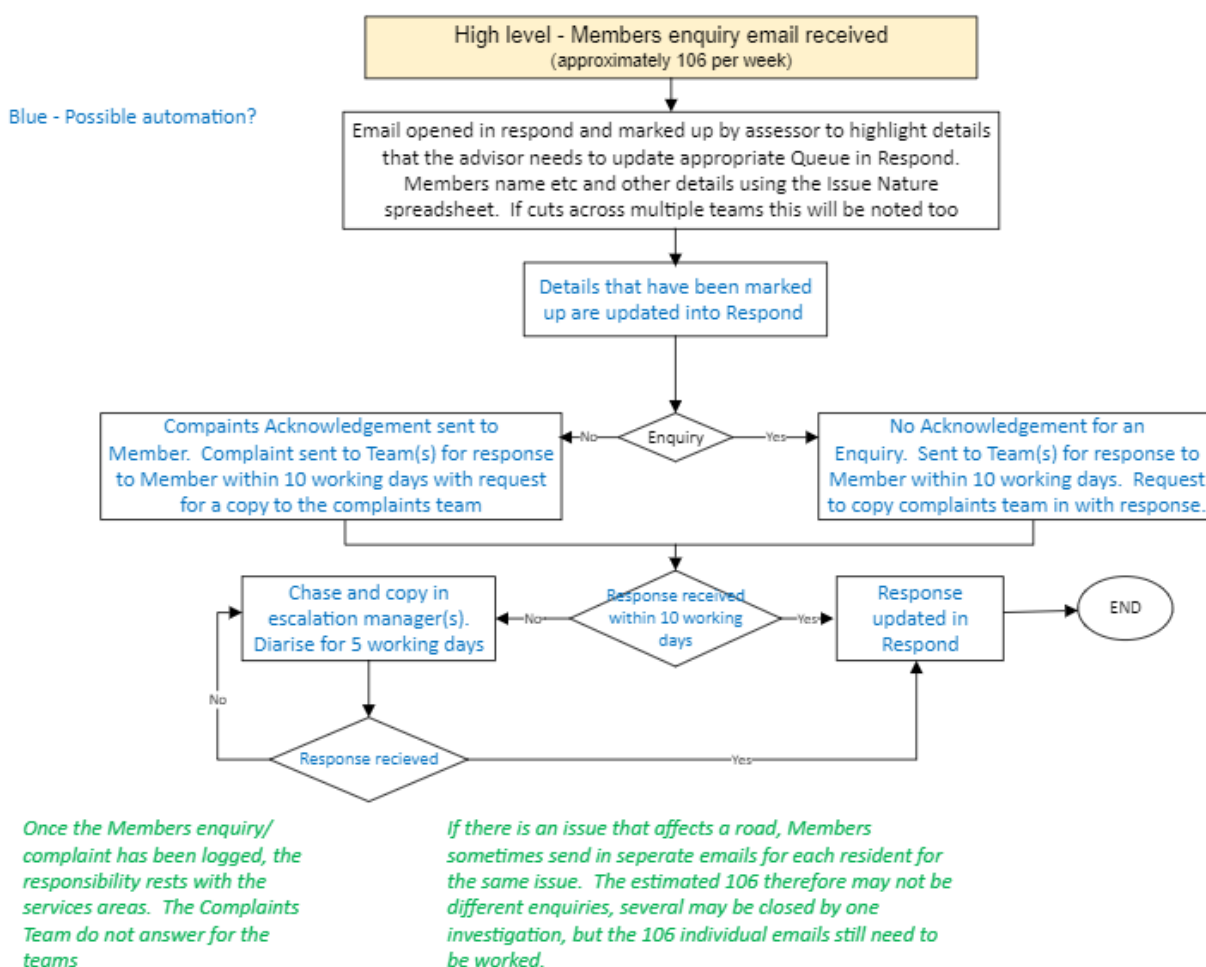 High level - Members enquiry email received
(approximately 106 per week)
Blue - Possible automation?
Email opened in respond and marked up by assessor to highlight details
that the advisor needs to update appropriate Queue in Respond.
Members name etc and other details using the Issue Nature
spreadsheet.  If cuts across multiple teams this will be noted too
Details that have been marked
up are updated into Respond
Enquiry
No
Yes
Compaints Acknowledgement sent to
Member.  Complaint sent to Team(s) for response
to Member within 10 working days with request
for a copy to the complaints team
No Acknowledgement for an
Enquiry.  Sent to Team(s) for response to
Member within 10 working days.  Request
to copy complaints team in with response.
Chase and copy in
escalation manager(s).
Diarise for 5 working days
No
Response received
within 10 working
days
Yes
Response
updated in
Respond
END
No
Response recieved
Yes
Once the Members enquiry/
complaint has been logged, the
responsibility rests with the
services areas.  The Complaints
Team do not answer for the
teams
If there is an issue that affects a road, Members
sometimes send in seperate emails for each resident for
the same issue.  The estimated 106 therefore may not be
different enquiries, several may be closed by one
investigation, but the 106 individual emails still need to
be worked.